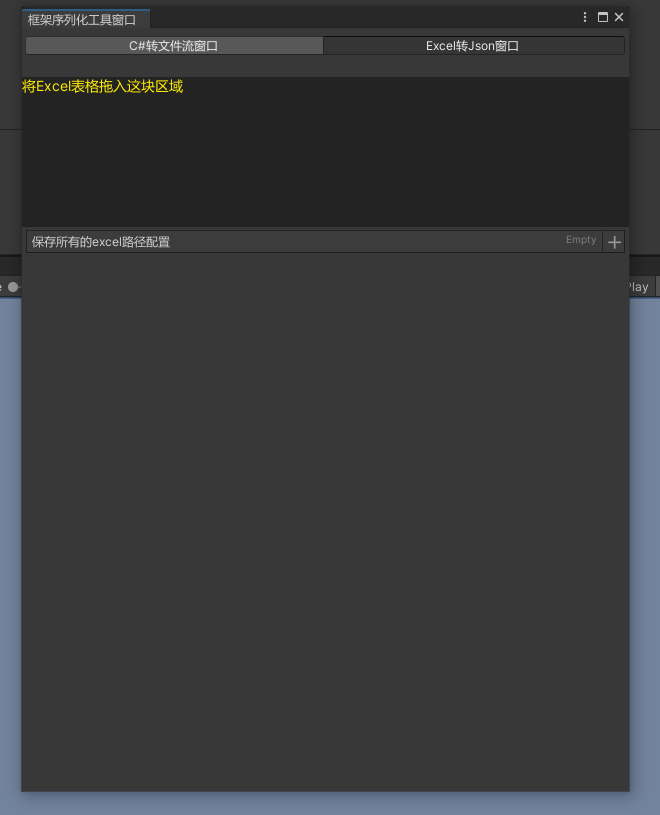 框架序列化工具窗口
C#转文件流窗口 Excel转Json窗口
将Excel表格拖入这块区域
保存所有的excel路径配置 Empty